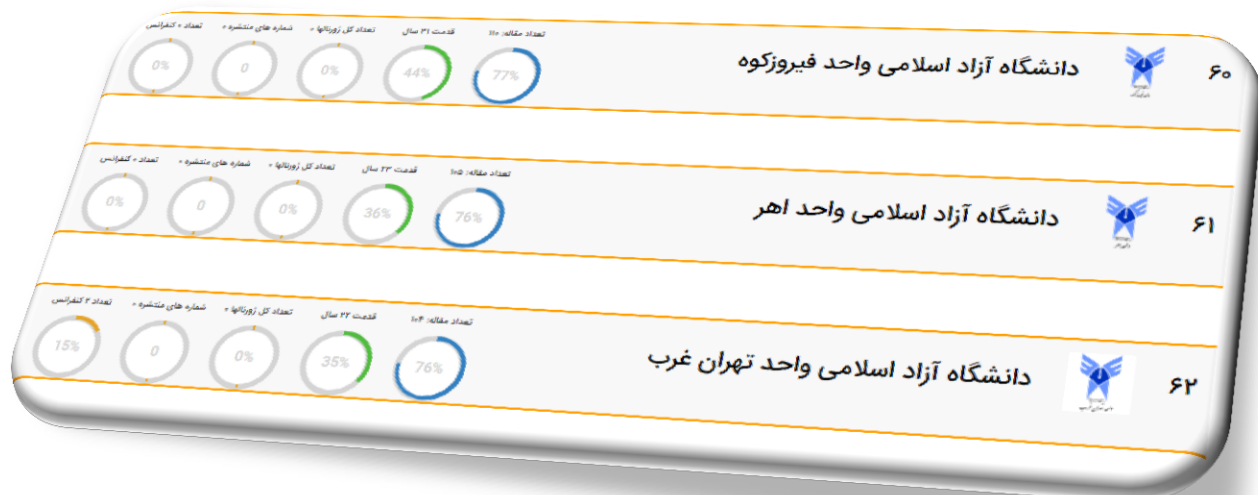 ۶۰
دانشگاه آزاد اسلامی واحد فیروزکوه
تعداد مقاله: ۱۱۰
77%
قدمت ۳۱ سال
44%
تعداد کل ژورنالها ۰
0%
شماره های منتشره ۰
0
تعداد ۰ کنفرانس
0%
۶۱
دانشگاه آزاد اسلامی واحد اهر
تعداد مقاله: ۱۰۵
76%
قدمت ۲۳ سال
36%
تعداد کل ژورنالها ۰
0%
شماره های منتشره ۰
0
تعداد ۰ کنفرانس
0%
۶۲
دانشگاه آزاد اسلامی واحد تهران غرب
تعداد مقاله: ۱۰۴
76%
قدمت ۲۲ سال
35%
تعداد کل ژورنالها ۰
0%
شماره های منتشره ۰
0
تعداد ۲ کنفرانس
15%